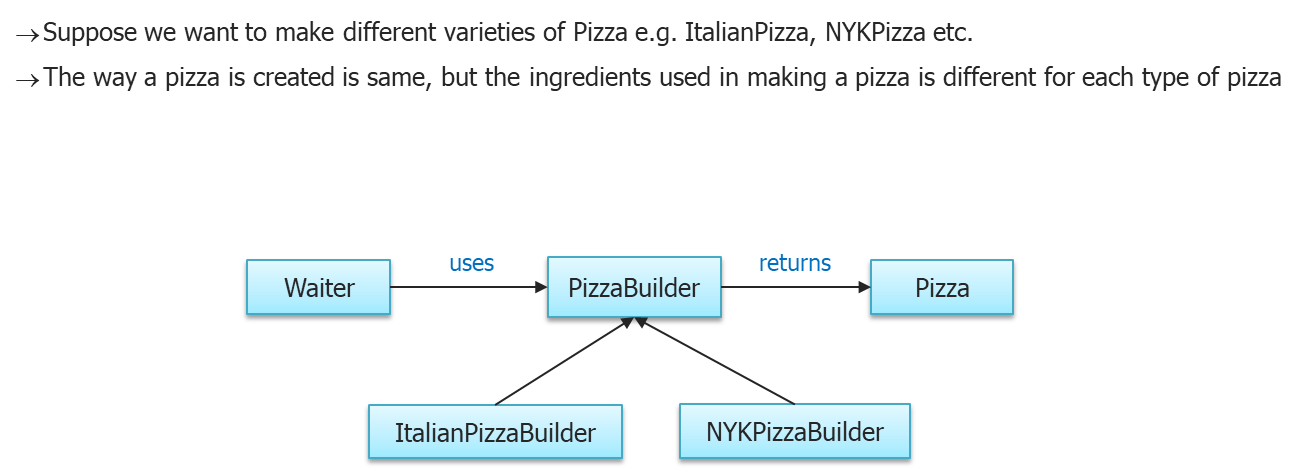 →Suppose we want to make different varieties of Pizza e.g. ItalianPizza, NYKPizza etc.
→The way a pizza is created is same, but the ingredients used in making a pizza is different for each type of pizza
uses
returns
Waiter
PizzaBuilder
Pizza
ItalianPizzaBuilder
NYKPizzaBuilder